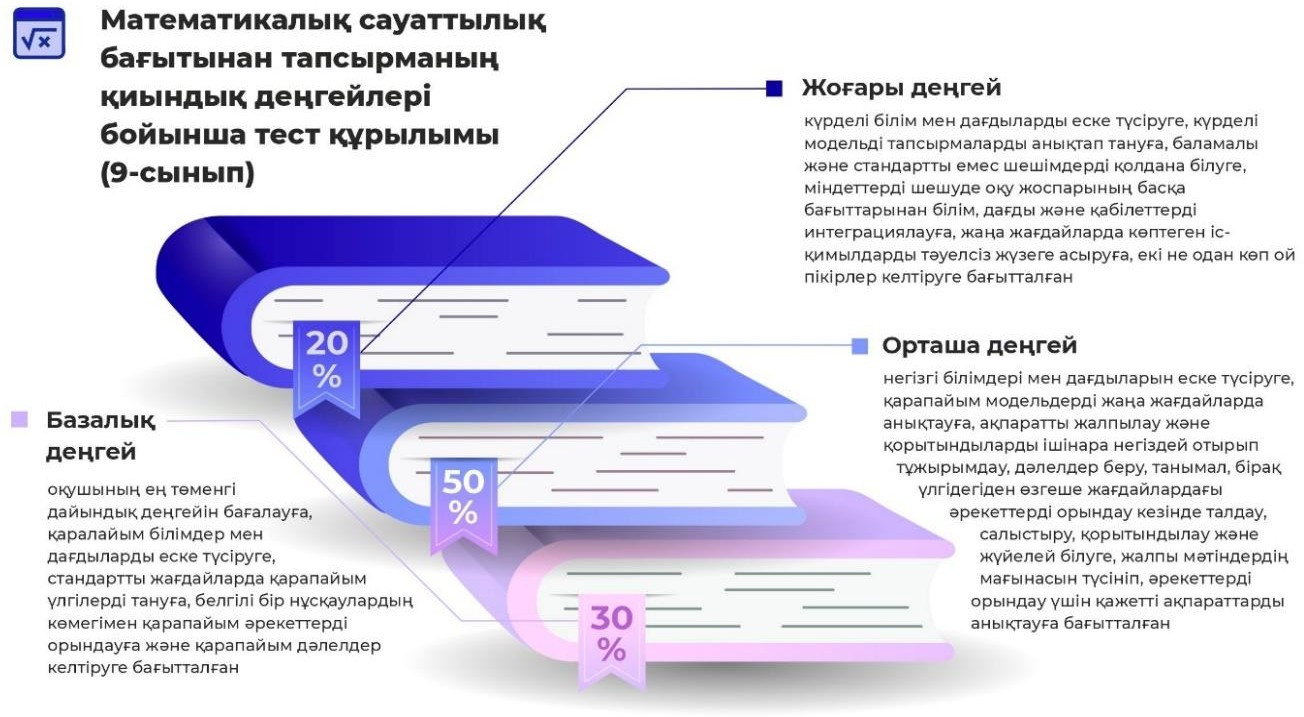 √x
Математикалық сауаттылық
бағытынан тапсырманың
қиындық деңгейлері
бойынша тест құрылымы
(9-сынып)
Жоғары деңгей
күрделі білім мен дағдыларды еске түсіруге, күрделі
модельді тапсырмаларды анықтап тануға, баламалы
және стандартты емес шешімдерді қолдана білуге,
міндеттерді шешуде оқу жоспарының басқа
бағыттарынан білім, дағды және қабілеттерді
интеграциялауға, жаңа жағдайларда көптеген іс-
қимылдарды тәуелсіз жүзеге асыруға, екі не одан көп ой
пікірлер келтіруге бағытталған
20
%
Орташа деңгей
негізгі білімдері мен дағдыларын еске түсіруге,
қарапайым модельдерді жаңа жағдайларда
анықтауға, ақпаратты жалпылау және
қорытындыларды ішінара негіздей отырып
тұжырымдау, дәлелдер беру, танымал, бірақ
үлгідегіден өзгеше жағдайлардағы
әрекеттерді орындау кезінде талдау,
салыстыру, қорытындылау және
жүйелей білуге, жалпы мәтіндердің
мағынасын түсініп, әрекеттерді
орындау үшін қажетті ақпараттарды
анықтауға бағытталған
50
%
Базалық
деңгей
оқушының ең төменгі
дайындық деңгейін бағалауға,
қаралайым білімдер мен
дағдыларды еске түсіруге,
стандартты жағдайларда қарапайым
үлгілерді тануға, белгілі бір нұсқаулардың
көмегімен қарапайым әрекеттерді
орындауға және қарапайым дәлелдер
келтіруге бағытталған
30
%